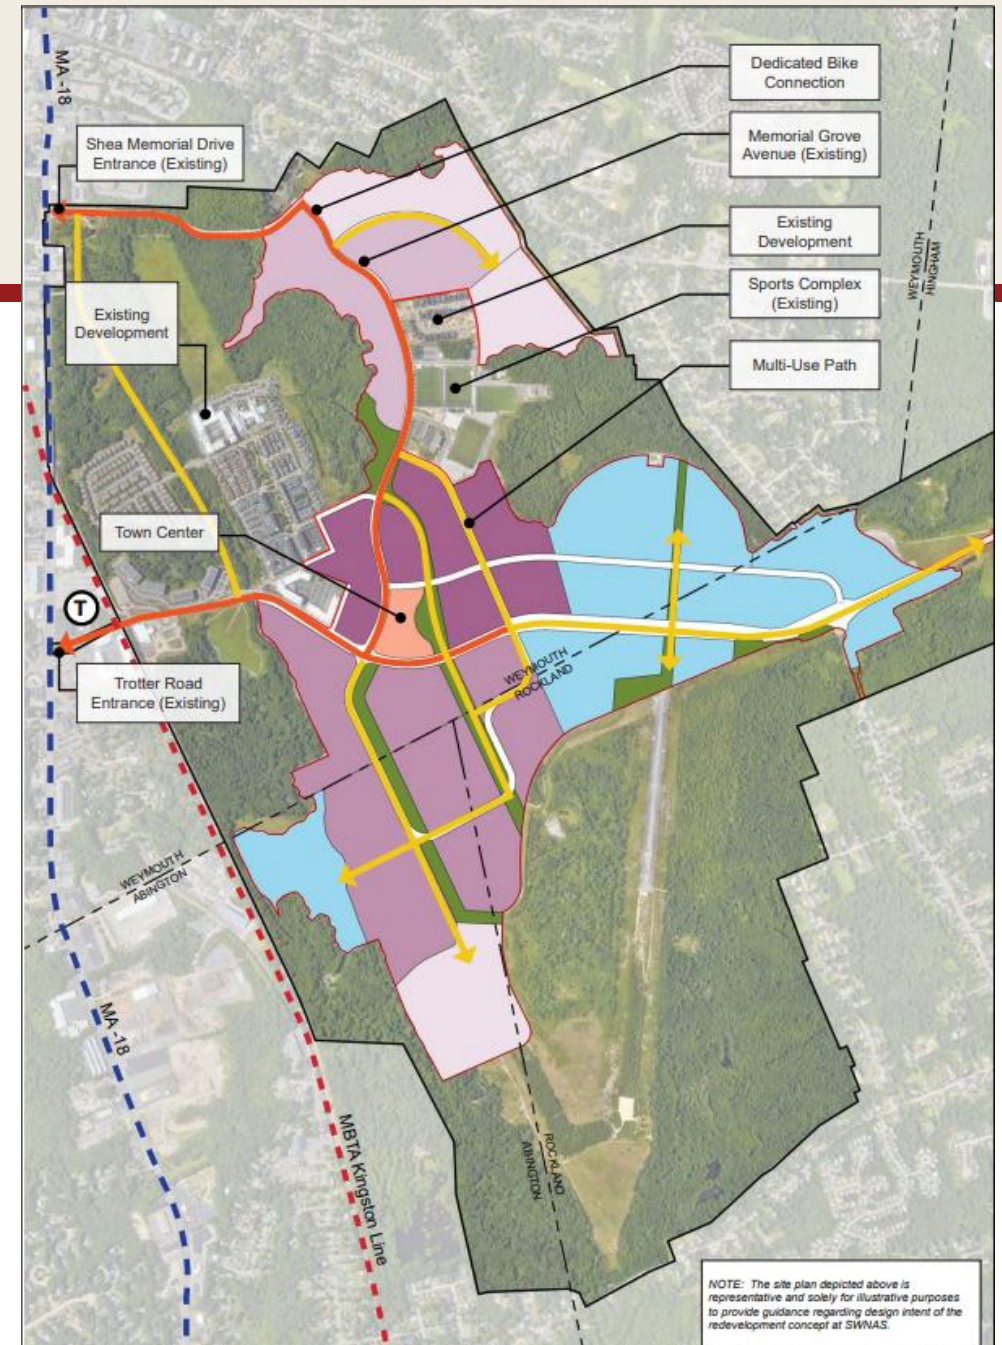 MA -18
Dedicated Bike
Connection
Shea Memorial Drive
Entrance (Existing)
Memorial Grove
Avenue (Existing)
Existing
Development
WEYMOUTH
HINGHAM
Sports Complex
(Existing)
Existing
Development
Multi-Use Path
Town Center
T
WEYMOUTH
ROCKLAND
Trotter Road
Entrance (Existing)
WEYMOUTH
ABINGTON
MA -18
MBTA Kingston Line
ROCKLAND
ABINGTON
NOTE: The site plan depicted above is
representative and solely for illustrative purposes
to provide guidance regarding design intent of the
redevelopment concept at SWNAS.